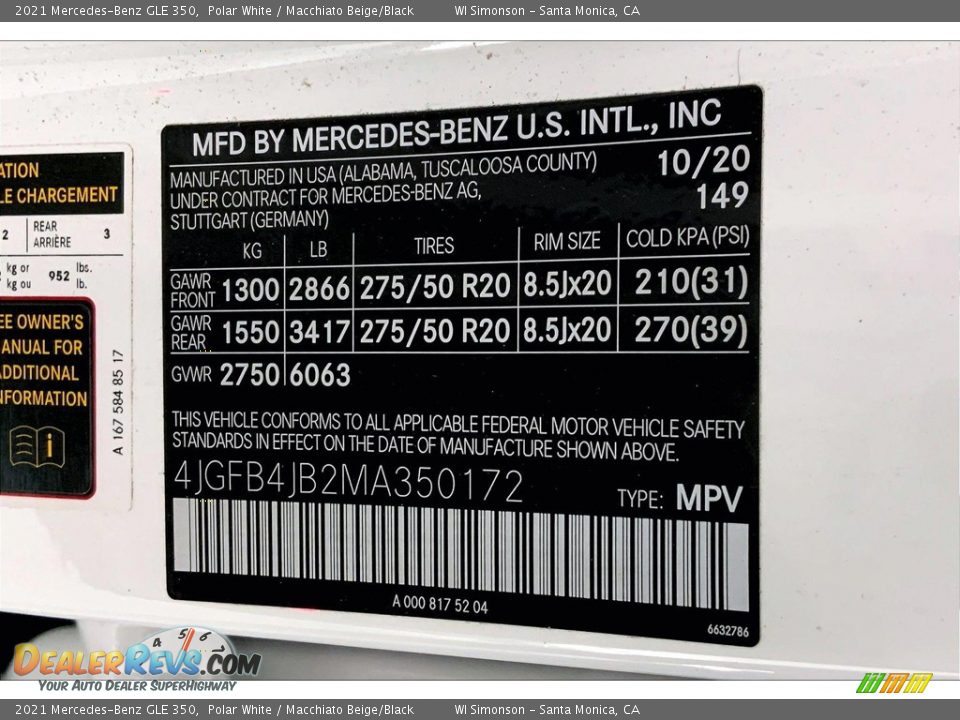 2021 Mercedes-Benz GLE 350, Polar White / Macchiato Beige/Black WI Simonson - Santa Monica, CA
MFD BY MERCEDES-BENZ U.S. INTL., INC
MANUFACTURED IN USA (ALABAMA, TUSCALOOSA COUNTY) 10/20
UNDER CONTRACT FOR MERCEDES-BENZ AG, 149
STUTTGART (GERMANY)
KG LB TIRES RIM SIZE COLD KPA (PSI)
GAWR FRONT 1300 2866 275/50 R20 8.5Jx20 210(31)
GAWR REAR 1550 3417 275/50 R20 8.5Jx20 270(39)
GVWR 2750 6063
THIS VEHICLE CONFORMS TO ALL APPLICABLE FEDERAL MOTOR VEHICLE SAFETY
STANDARDS IN EFFECT ON THE DATE OF MANUFACTURE SHOWN ABOVE.
4JGFB4JB2MA350172
TYPE: MPV
A 000 817 52 04
6632786
ATION
LE CHARGEMENT
2 REAR ARRIÈRE 3
kg or 952 lbs.
kg ou lb.
EE OWNER'S
ANUAL FOR
ADDITIONAL
NFORMATION
i
A 167 584 85 17
4 5 6
DEALERREVS.COM
YOUR AUTO DEALER SUPERHIGHWAY
2021 Mercedes-Benz GLE 350, Polar White / Macchiato Beige/Black WI Simonson - Santa Monica, CA